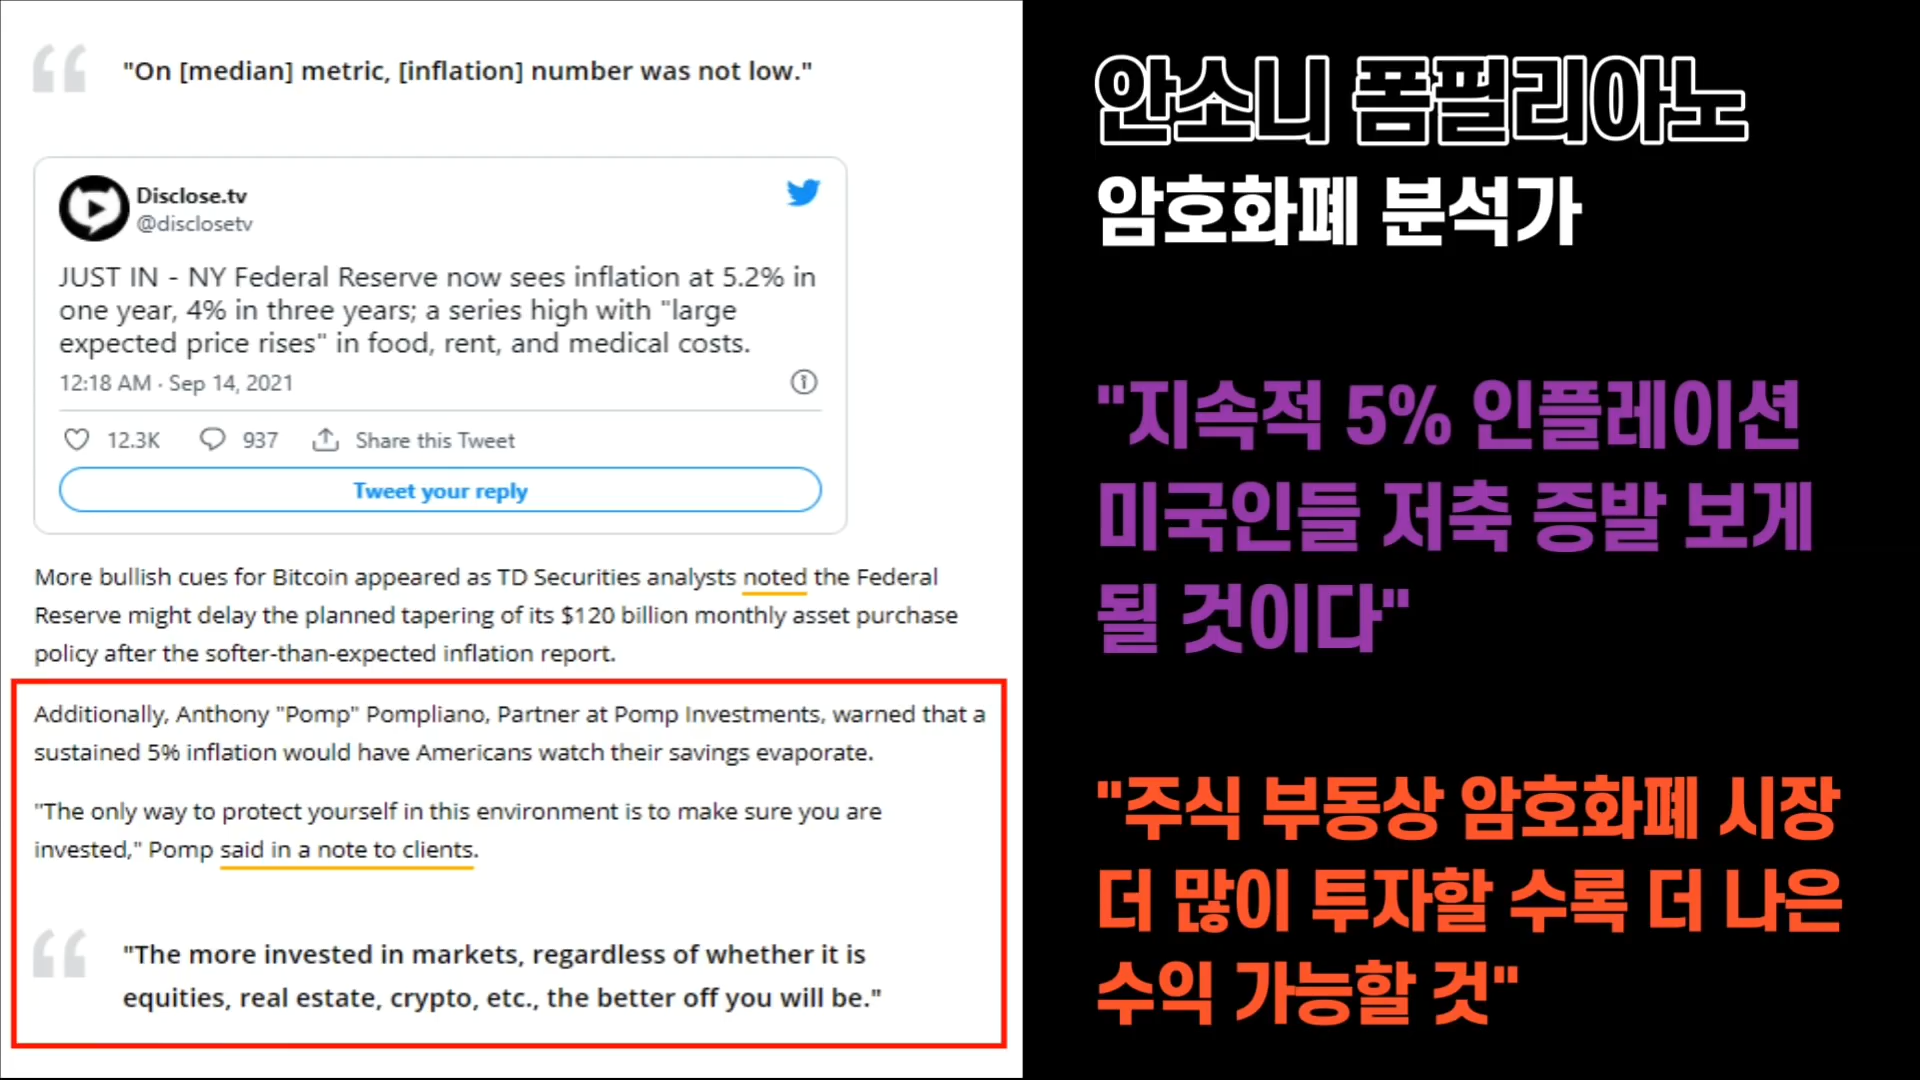 "On [median] metric, [inflation] number was not low."
Disclose.tv
@disclosetv
JUST IN - NY Federal Reserve now sees inflation at 5.2% in
one year, 4% in three years; a series high with "large
expected price rises" in food, rent, and medical costs.
12:18 AM · Sep 14, 2021
12.3K 937 Share this Tweet
Tweet your reply
More bullish cues for Bitcoin appeared as TD Securities analysts noted the Federal
Reserve might delay the planned tapering of its $120 billion monthly asset purchase
policy after the softer-than-expected inflation report.
Additionally, Anthony "Pomp" Pompliano, Partner at Pomp Investments, warned that a
sustained 5% inflation would have Americans watch their savings evaporate.
"The only way to protect yourself in this environment is to make sure you are
invested," Pomp said in a note to clients.
"The more invested in markets, regardless of whether it is
equities, real estate, crypto, etc., the better off you will be."
안소니 폼필리아노
암호화폐 분석가
"지속적 5% 인플레이션
미국인들 저축 증발 보게
될 것이다"
"주식 부동상 암호화폐 시장
더 많이 투자할 수록 더 나은
수익 가능할 것"